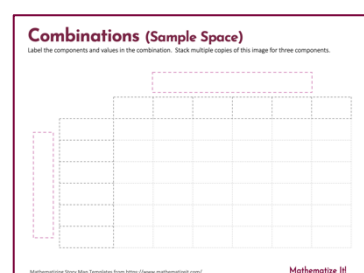 Combinations (Sample Space)
Label the components and values in the combination. Stack multiple copies of this image for three components.
Mathematizing Story Map Templates from https://www.mathematizeit.com/
Mathematize It!